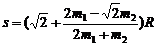 s = (√2 + (2m₁ − √2m₂)/(2m₁ + m₂))R